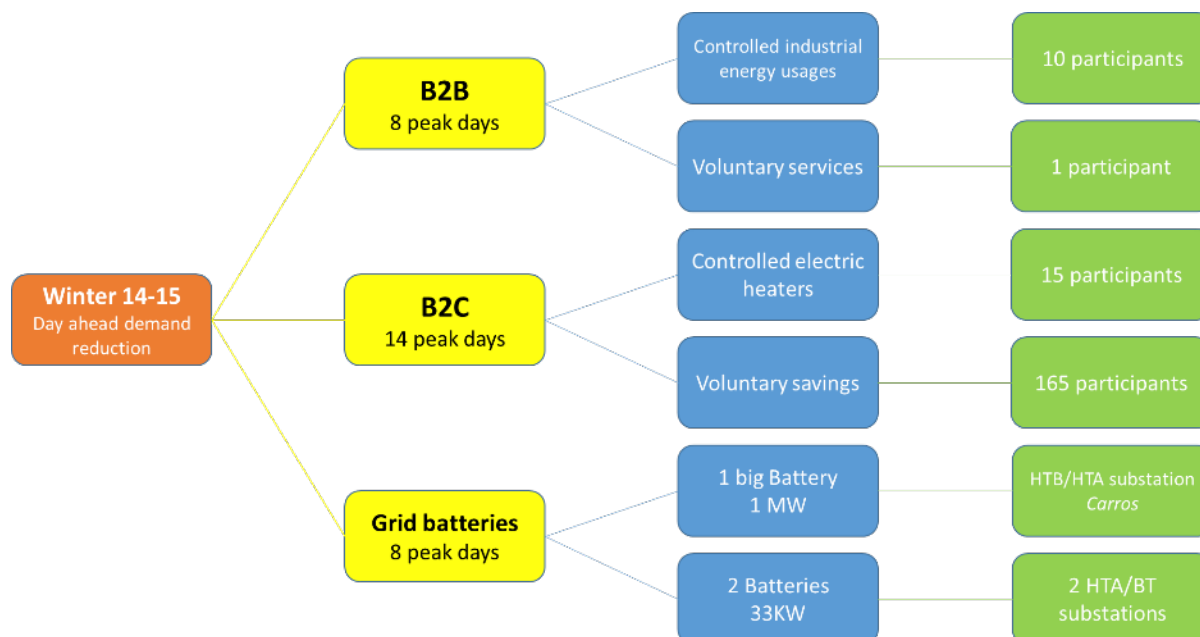 Winter 14-15
Day ahead demand
reduction
B2B
8 peak days
Controlled industrial
energy usages
10 participants
Voluntary services
1 participant
B2C
14 peak days
Controlled electric
heaters
15 participants
Voluntary savings
165 participants
Grid batteries
8 peak days
1 big Battery
1 MW
HTB/HTA substation
Carros
2 Batteries
33KW
2 HTA/BT
substations